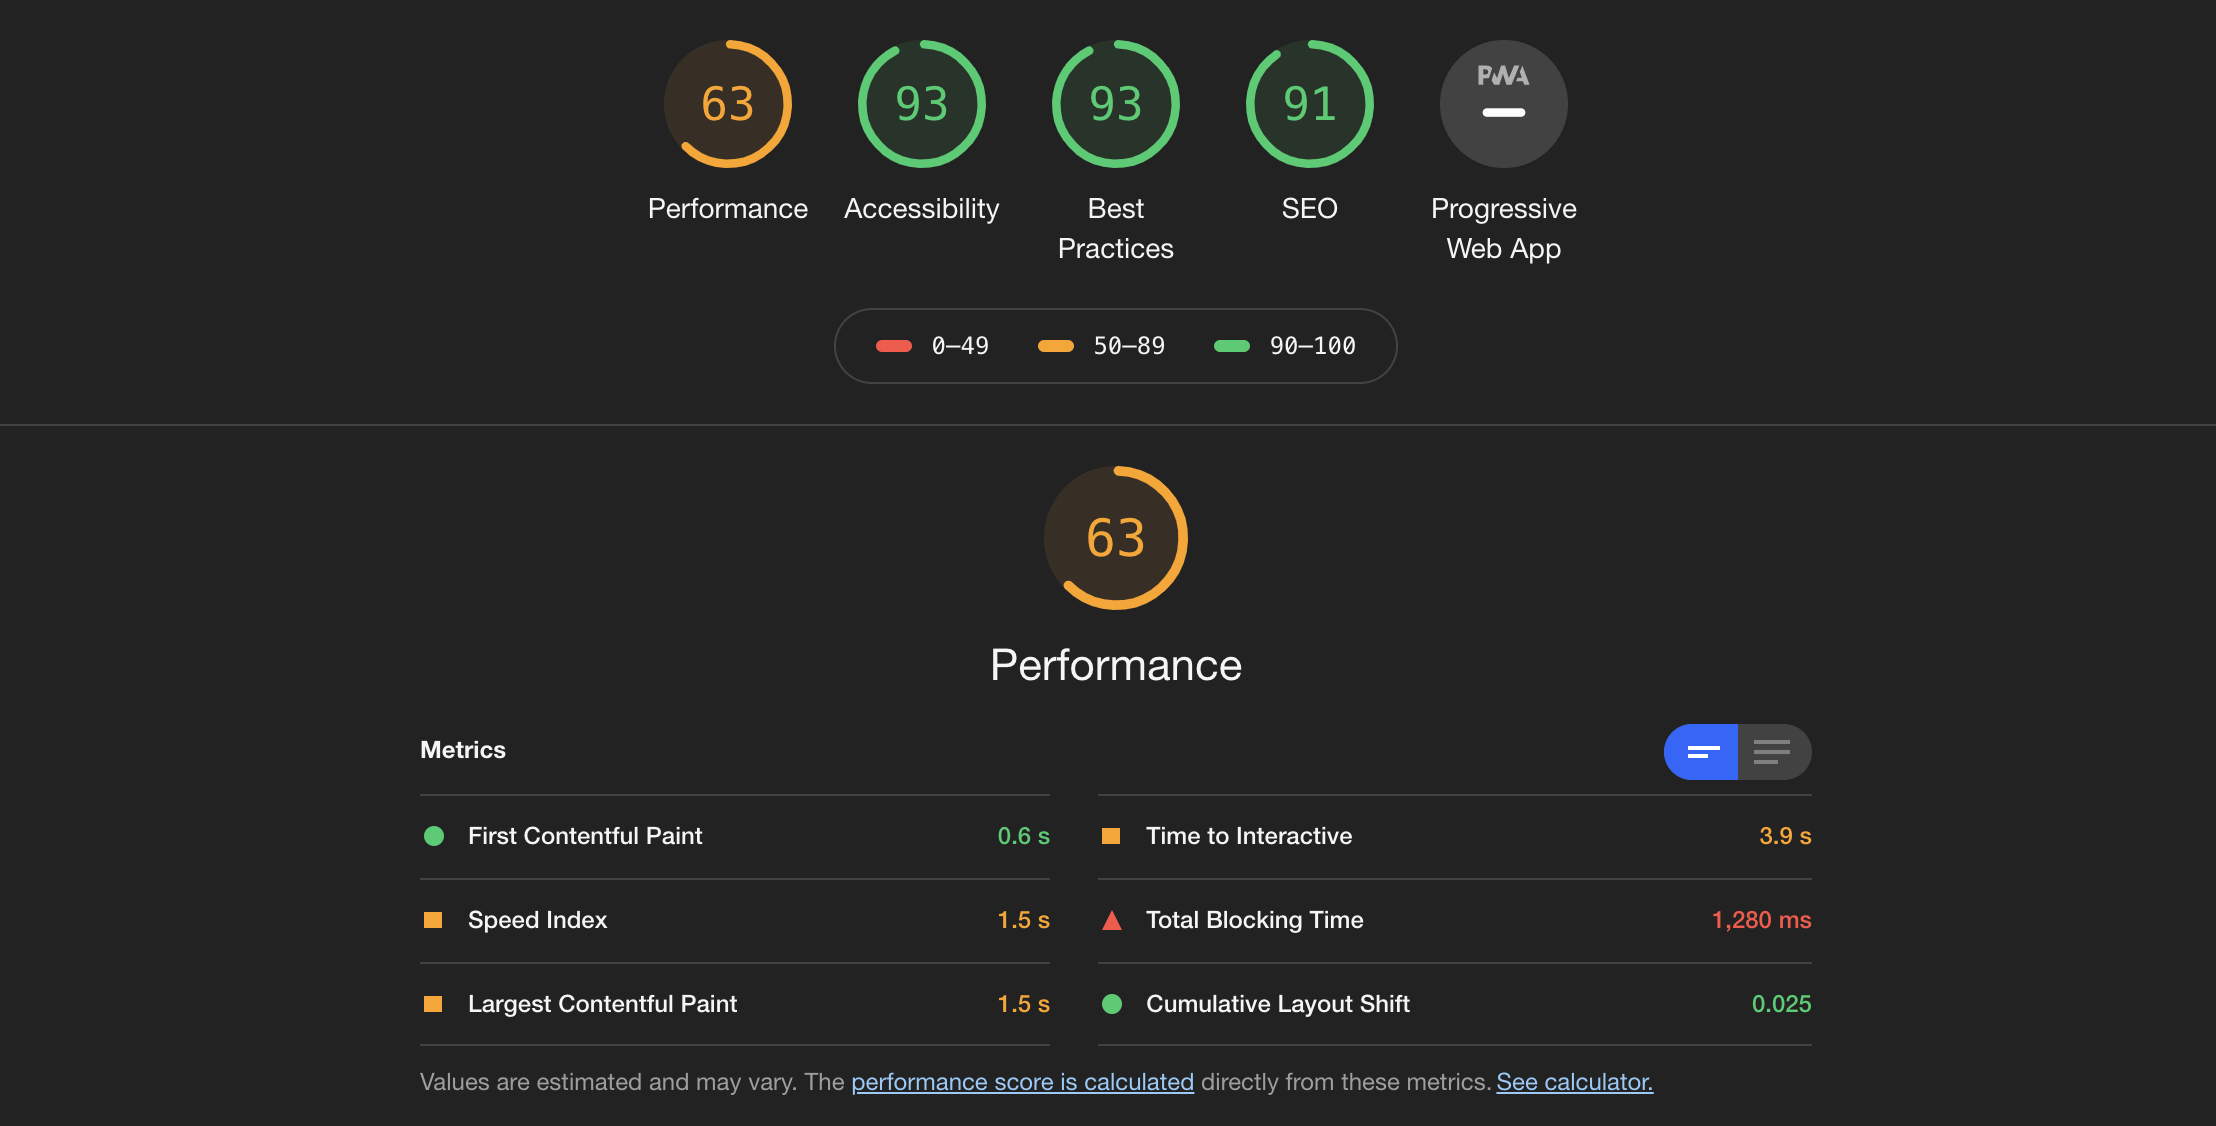 63
93
93
91
PWA
Performance
Accessibility
Best
Practices
SEO
Progressive
Web App
0–49
50–89
90–100
63
Performance
Metrics
First Contentful Paint 0.6 s
Time to Interactive 3.9 s
Speed Index 1.5 s
Total Blocking Time 1,280 ms
Largest Contentful Paint 1.5 s
Cumulative Layout Shift 0.025
Values are estimated and may vary. The performance score is calculated directly from these metrics. See calculator.